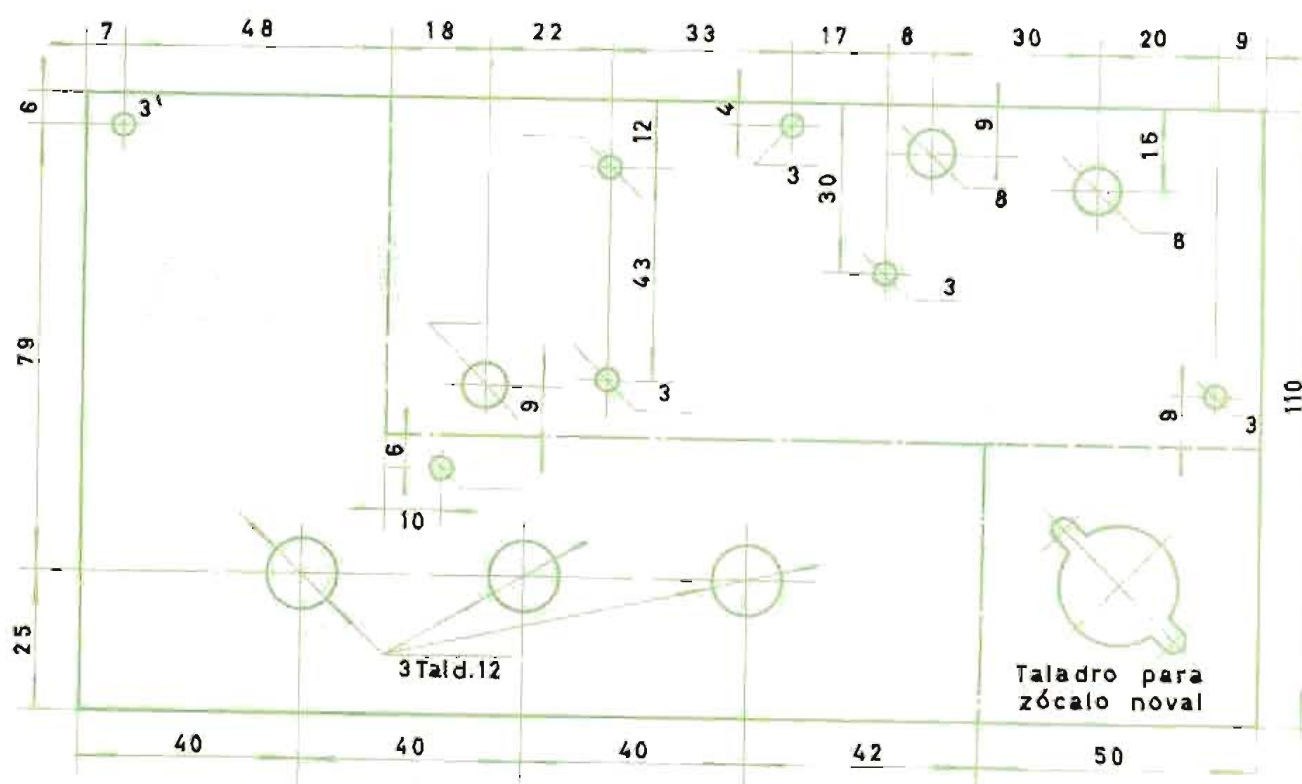 7 48 18 22 33 17 8 30 20 9
6 3 12 4 9 15
3 30 8 8
43 3
79 9 3 9 3 110
6
10
25
3 Tald.12
Taladro para
zócalo noval
40 40 40 42 50